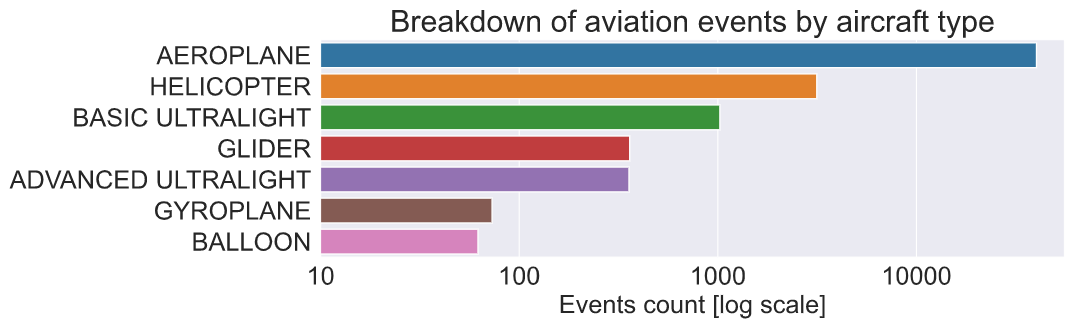 Breakdown of aviation events by aircraft type
AEROPLANE
HELICOPTER
BASIC ULTRALIGHT
GLIDER
ADVANCED ULTRALIGHT
GYROPLANE
BALLOON
10 100 1000 10000
Events count [log scale]